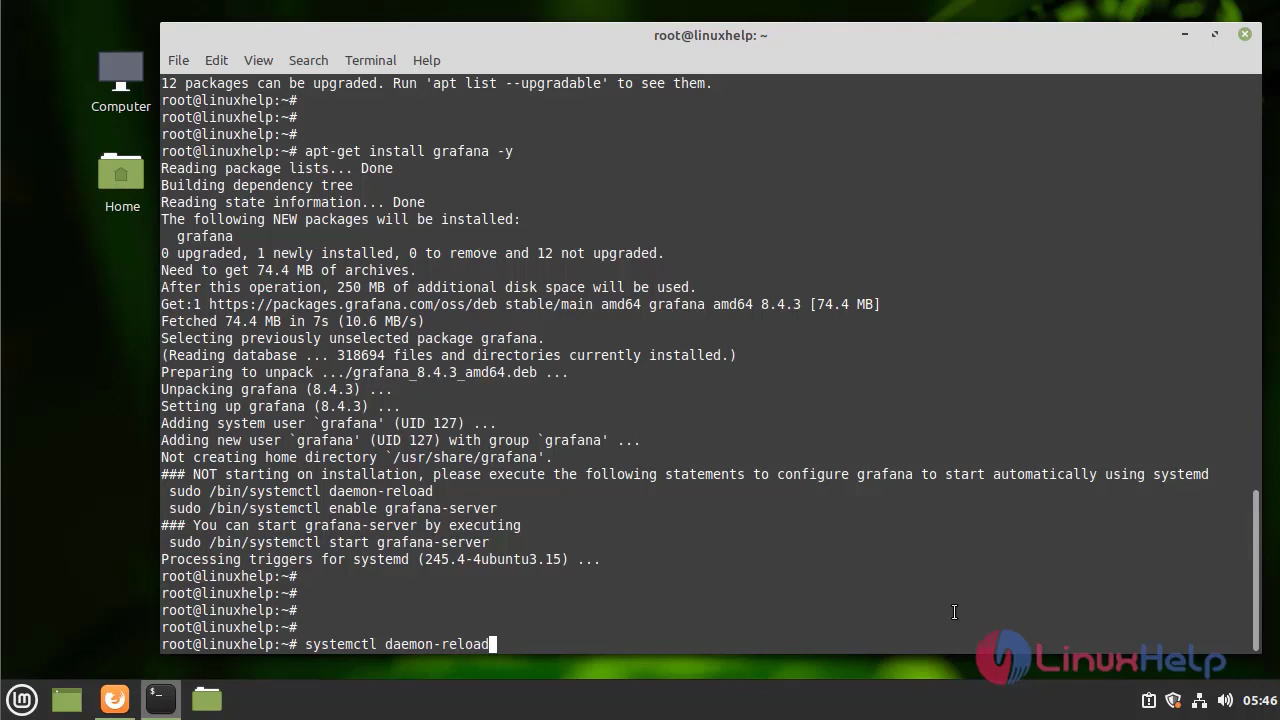 root@linuxhelp: ~
File Edit View Search Terminal Help
12 packages can be upgraded. Run 'apt list --upgradable' to see them.
root@linuxhelp:~#
root@linuxhelp:~#
root@linuxhelp:~#
root@linuxhelp:~# apt-get install grafana -y
Reading package lists... Done
Building dependency tree
Reading state information... Done
The following NEW packages will be installed:
  grafana
0 upgraded, 1 newly installed, 0 to remove and 12 not upgraded.
Need to get 74.4 MB of archives.
After this operation, 250 MB of additional disk space will be used.
Get:1 https://packages.grafana.com/oss/deb stable/main amd64 grafana amd64 8.4.3 [74.4 MB]
Fetched 74.4 MB in 7s (10.6 MB/s)
Selecting previously unselected package grafana.
(Reading database ... 318694 files and directories currently installed.)
Preparing to unpack .../grafana_8.4.3_amd64.deb ...
Unpacking grafana (8.4.3) ...
Setting up grafana (8.4.3) ...
Adding system user `grafana' (UID 127) ...
Adding new user `grafana' (UID 127) with group `grafana' ...
Not creating home directory `/usr/share/grafana'.
### NOT starting on installation, please execute the following statements to configure grafana to start automatically using systemd
 sudo /bin/systemctl daemon-reload
 sudo /bin/systemctl enable grafana-server
### You can start grafana-server by executing
 sudo /bin/systemctl start grafana-server
Processing triggers for systemd (245.4-4ubuntu3.15) ...
root@linuxhelp:~#
root@linuxhelp:~#
root@linuxhelp:~#
root@linuxhelp:~#
root@linuxhelp:~# systemctl daemon-reload
Computer
Home
LinuxHelp
05:46